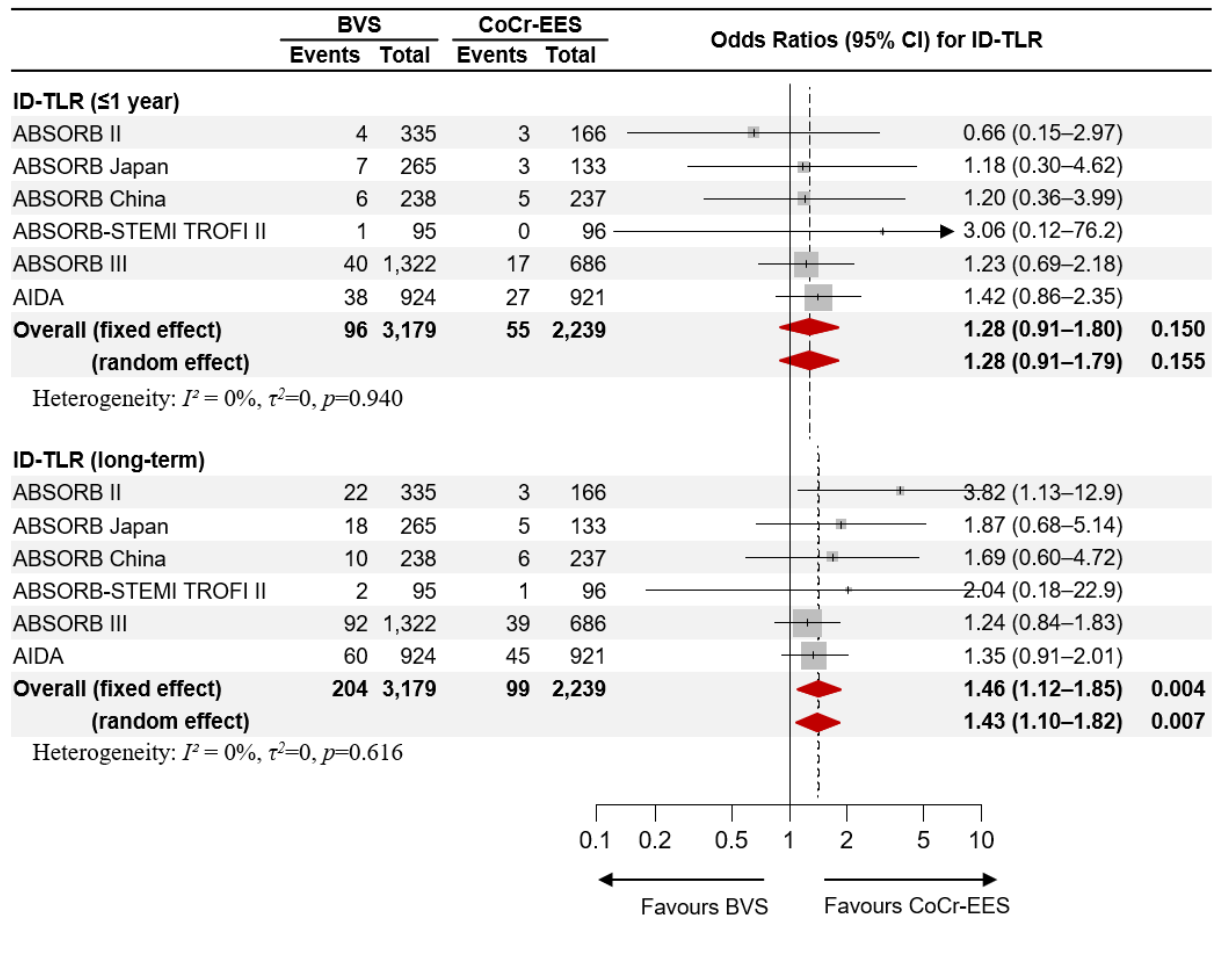 BVS CoCr-EES Odds Ratios (95% CI) for ID-TLR
Events Total Events Total
ID-TLR (≤1 year)
ABSORB II 4 335 3 166 0.66 (0.15–2.97)
ABSORB Japan 7 265 3 133 1.18 (0.30–4.62)
ABSORB China 6 238 5 237 1.20 (0.36–3.99)
ABSORB-STEMI TROFI II 1 95 0 96 3.06 (0.12–76.2)
ABSORB III 40 1,322 17 686 1.23 (0.69–2.18)
AIDA 38 924 27 921 1.42 (0.86–2.35)
Overall (fixed effect) 96 3,179 55 2,239 1.28 (0.91–1.80) 0.150
(random effect) 1.28 (0.91–1.79) 0.155
Heterogeneity: I² = 0%, τ²=0, p=0.940
ID-TLR (long-term)
ABSORB II 22 335 3 166 3.82 (1.13–12.9)
ABSORB Japan 18 265 5 133 1.87 (0.68–5.14)
ABSORB China 10 238 6 237 1.69 (0.60–4.72)
ABSORB-STEMI TROFI II 2 95 1 96 2.04 (0.18–22.9)
ABSORB III 92 1,322 39 686 1.24 (0.84–1.83)
AIDA 60 924 45 921 1.35 (0.91–2.01)
Overall (fixed effect) 204 3,179 99 2,239 1.46 (1.12–1.85) 0.004
(random effect) 1.43 (1.10–1.82) 0.007
Heterogeneity: I² = 0%, τ²=0, p=0.616
0.1 0.2 0.5 1 2 5 10
Favours BVS Favours CoCr-EES